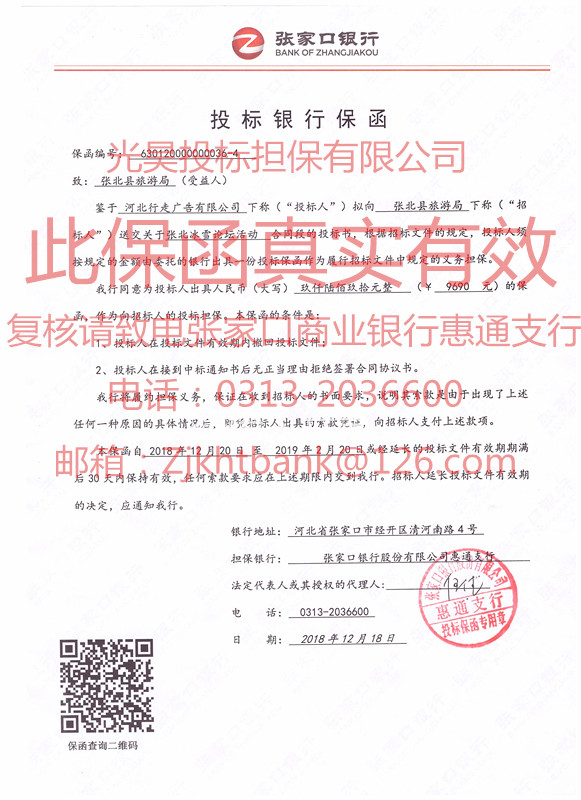 张家口银行
BANK OF ZHANGJIAKOU
投标银行保函
保函编号: 630120000000036-4
光昊投标担保有限公司
致: 张北县旅游局 (受益人)
鉴于 河北行走广告有限公司 下称(“投标人”)拟向 张北县旅游局 下称(“招
标人”)送交关于张北冰雪论坛活动 合同段的投标书, 根据招标文件的规定, 投标人须
按规定的金额由委托的银行出具一份投标保函作为履行招标文件中规定的义务担保。
此保函真实有效
我行同意为投标人出具人民币(大写) 玖仟陆佰玖拾元整 (¥ 9690 元)的保
函, 作为向招标人的投标担保。本保函的条件是:
复核请致电张家口商业银行惠通支行
1、投标人在投标文件有效期内撤回投标文件;
2、投标人在接到中标通知书后无正当理由拒绝签署合同协议书。
电话:0313-2036600
我行将履约担保义务, 保证在收到招标人的书面要求, 说明其索款是由于出现了上述
任何一种原因的具体情况后, 即凭招标人出具的索款凭证, 向招标人支付上述款项。
本保函自 2018年12月20日 至 2019年2月20日或经延长的投标文件有效期期满
邮箱:Zjkhtbank@126.com
后30天内保持有效, 任何索款要求应在上述期限内交到我行。招标人延长投标文件有效期
的决定, 应通知我行。
银行地址: 河北省张家口市经开区清河南路4号
担保银行: 张家口银行股份有限公司惠通支行
法定代表人或其授权的代理人:
电 话: 0313-2036600
日 期: 2018年12月18日
张家口银行股份有限公司
惠通支行
投标保函专用章
保函查询二维码